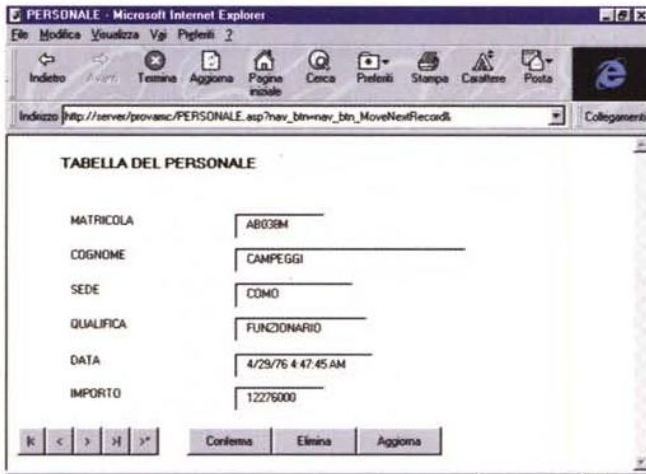 PERSONALE - Microsoft Internet Explorer
File Modifica Visualizza Vai Preferiti ?
Indietro Avanti Termina Aggiorna Pagina iniziale Cerca Preferiti Stampa Carattere Posta
Indirizzo http://server/provamc/PERSONALE.asp?nav_btn=nav_btn_MoveNextRecord& Collegamenti
TABELLA DEL PERSONALE
MATRICOLA AB03BM
COGNOME CAMPEGGI
SEDE COMO
QUALIFICA FUNZIONARIO
DATA 4/29/76 4:47:45 AM
IMPORTO 12276000
|< < > >| >* Conferma Elimina Aggiorna